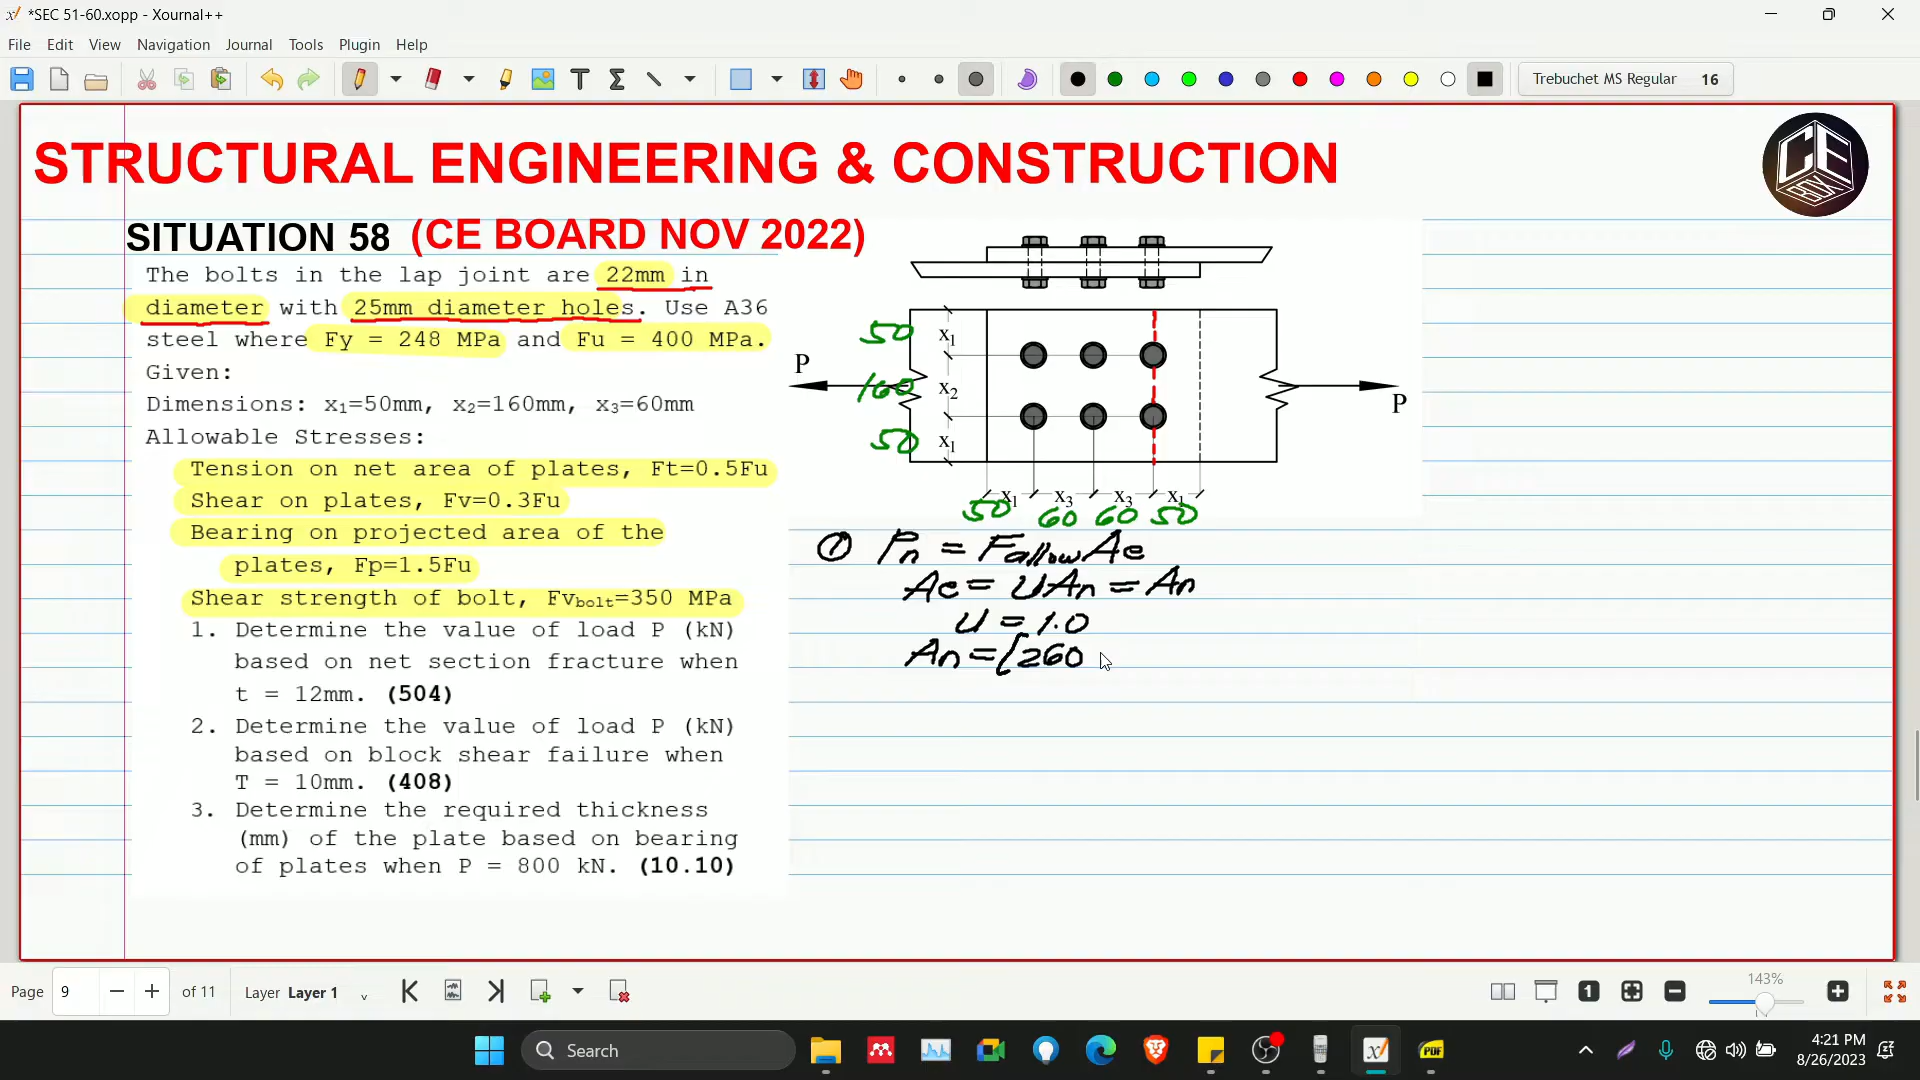 *SEC 51-60.xopp - Xournal++
File Edit View Navigation Journal Tools Plugin Help
Trebuchet MS Regular 16
STRUCTURAL ENGINEERING & CONSTRUCTION
SITUATION 58 (CE BOARD NOV 2022)
The bolts in the lap joint are 22mm in
diameter with 25mm diameter holes. Use A36
steel where Fy = 248 MPa and Fu = 400 MPa.
Given:
Dimensions: x₁=50mm, x₂=160mm, x₃=60mm
Allowable Stresses:
Tension on net area of plates, Ft=0.5Fu
Shear on plates, Fv=0.3Fu
Bearing on projected area of the
plates, Fp=1.5Fu
Shear strength of bolt, Fvbolt=350 MPa
1. Determine the value of load P (kN)
based on net section fracture when
t = 12mm. (504)
2. Determine the value of load P (kN)
based on block shear failure when
T = 10mm. (408)
3. Determine the required thickness
(mm) of the plate based on bearing
of plates when P = 800 kN. (10.10)
CE
50 x₁
P
160 x₂
P
50 x₁
x₁ x₃ x₃ x₁
50 60 60 50
① Pn = Fallow Ae
Ae = UAn = An
U = 1.0
An = [260
Page 9 of 11 Layer Layer 1
143%
Search
PDF
4:21 PM
8/26/2023